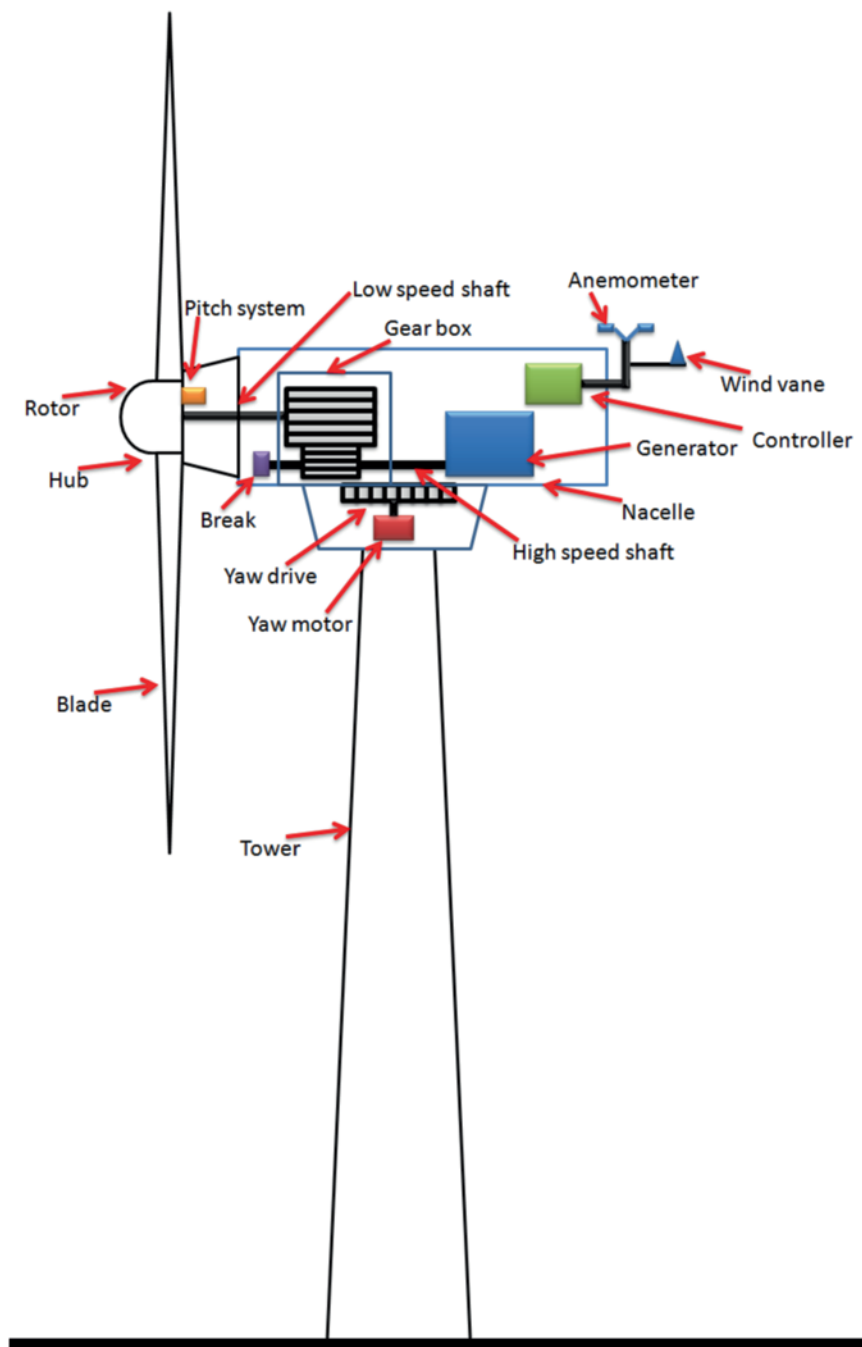 Anemometer
Low speed shaft
Pitch system
Gear box
Wind vane
Rotor
Controller
Generator
Hub
Nacelle
Break
High speed shaft
Yaw drive
Yaw motor
Blade
Tower